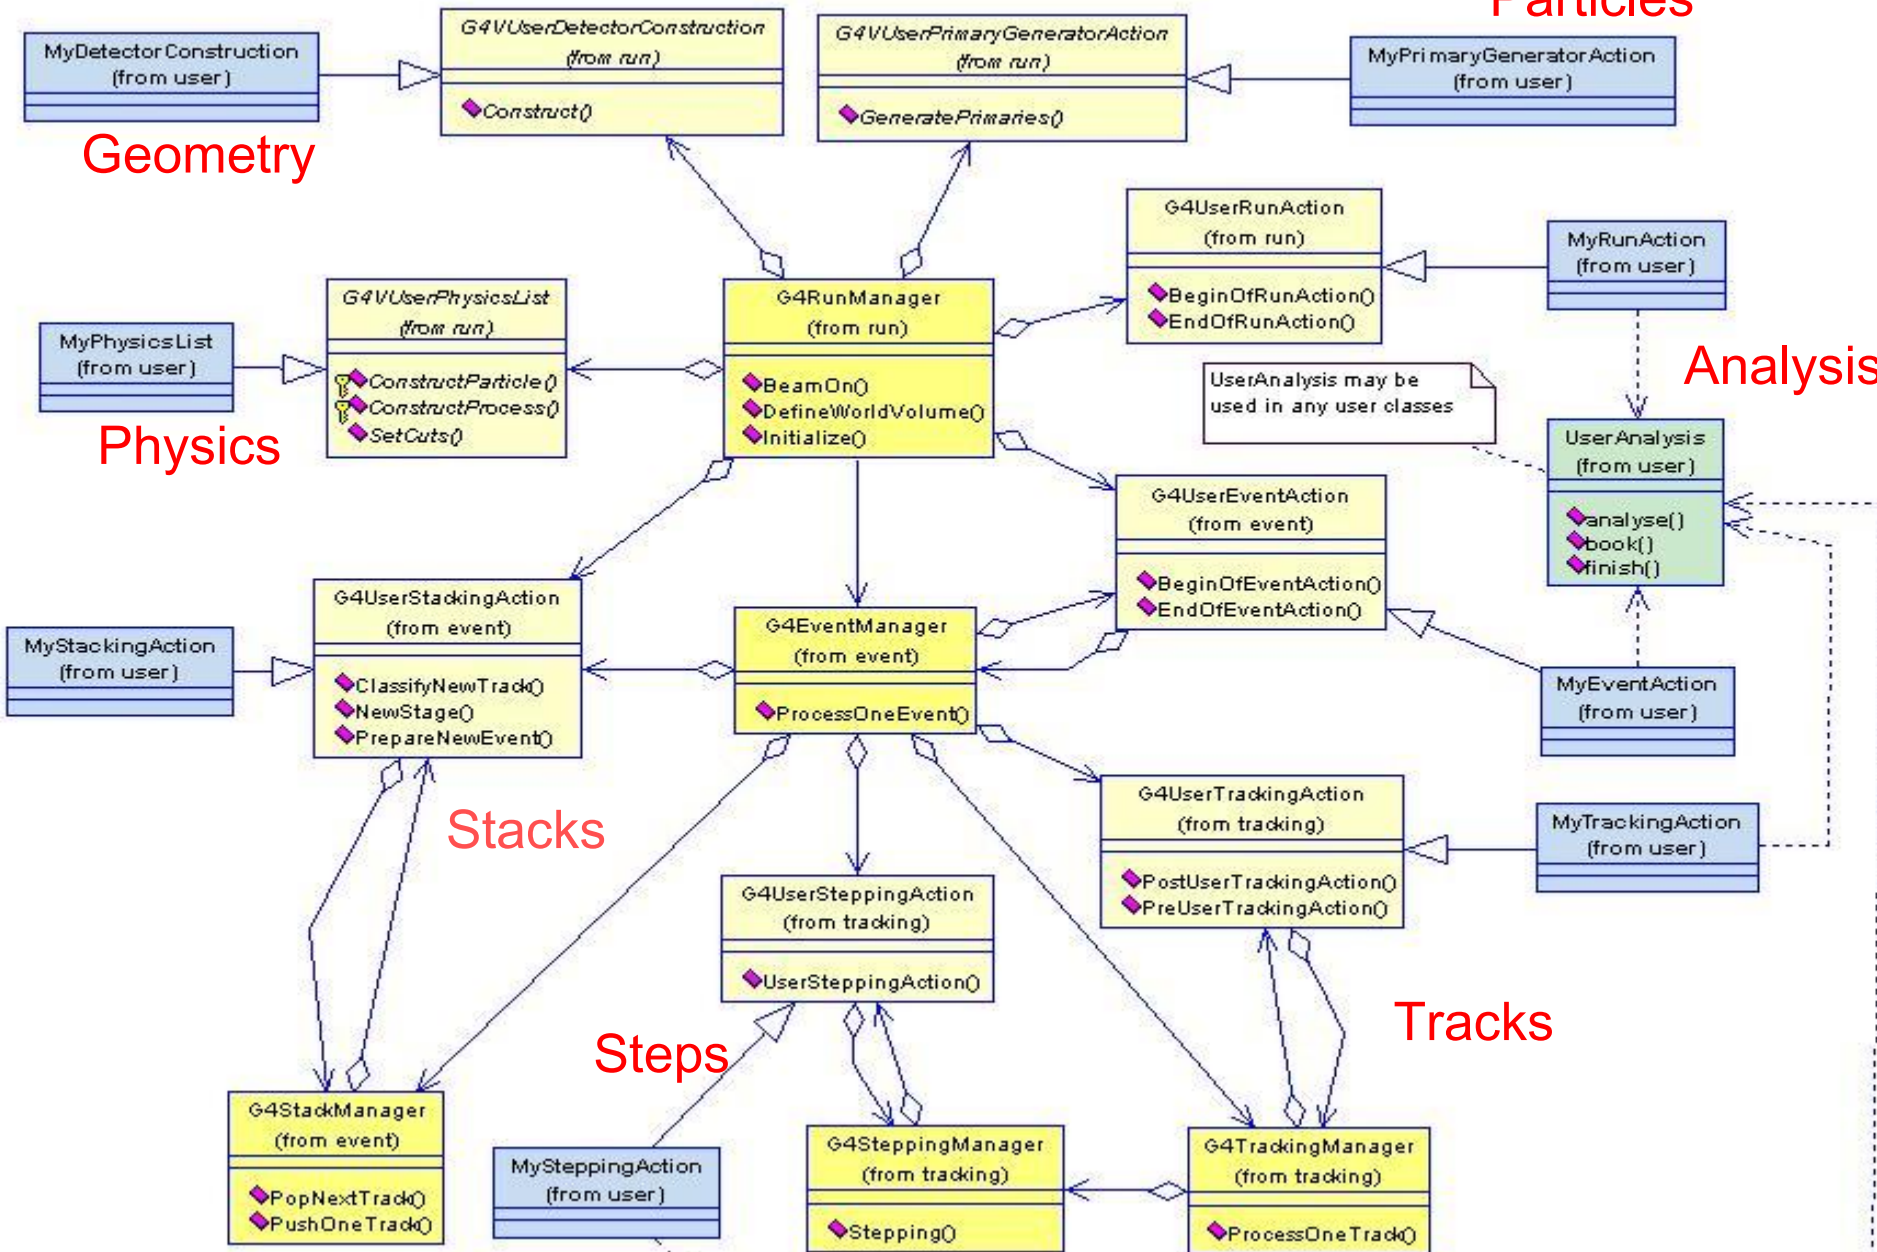 Particles
G4VUserDetectorConstruction
(from run)
Construct()
G4VUserPrimaryGeneratorAction
(from run)
GeneratePrimaries()
MyDetectorConstruction
(from user)
MyPrimaryGeneratorAction
(from user)
Geometry
G4UserRunAction
(from run)
BeginOfRunAction()
EndOfRunAction()
MyRunAction
(from user)
G4VUserPhysicsList
(from run)
ConstructParticle()
ConstructProcess()
SetCuts()
G4RunManager
(from run)
BeamOn()
DefineWorldVolume()
Initialize()
MyPhysicsList
(from user)
Physics
UserAnalysis may be
used in any user classes
Analysis
UserAnalysis
(from user)
analyse()
book()
finish()
G4UserEventAction
(from event)
BeginOfEventAction()
EndOfEventAction()
G4UserStackingAction
(from event)
ClassifyNewTrack()
NewStage()
PrepareNewEvent()
G4EventManager
(from event)
ProcessOneEvent()
MyStackingAction
(from user)
MyEventAction
(from user)
Stacks
G4UserTrackingAction
(from tracking)
PostUserTrackingAction()
PreUserTrackingAction()
MyTrackingAction
(from user)
G4UserSteppingAction
(from tracking)
UserSteppingAction()
Tracks
Steps
G4StackManager
(from event)
PopNextTrack()
PushOneTrack()
MySteppingAction
(from user)
G4SteppingManager
(from tracking)
Stepping()
G4TrackingManager
(from tracking)
ProcessOneTrack()